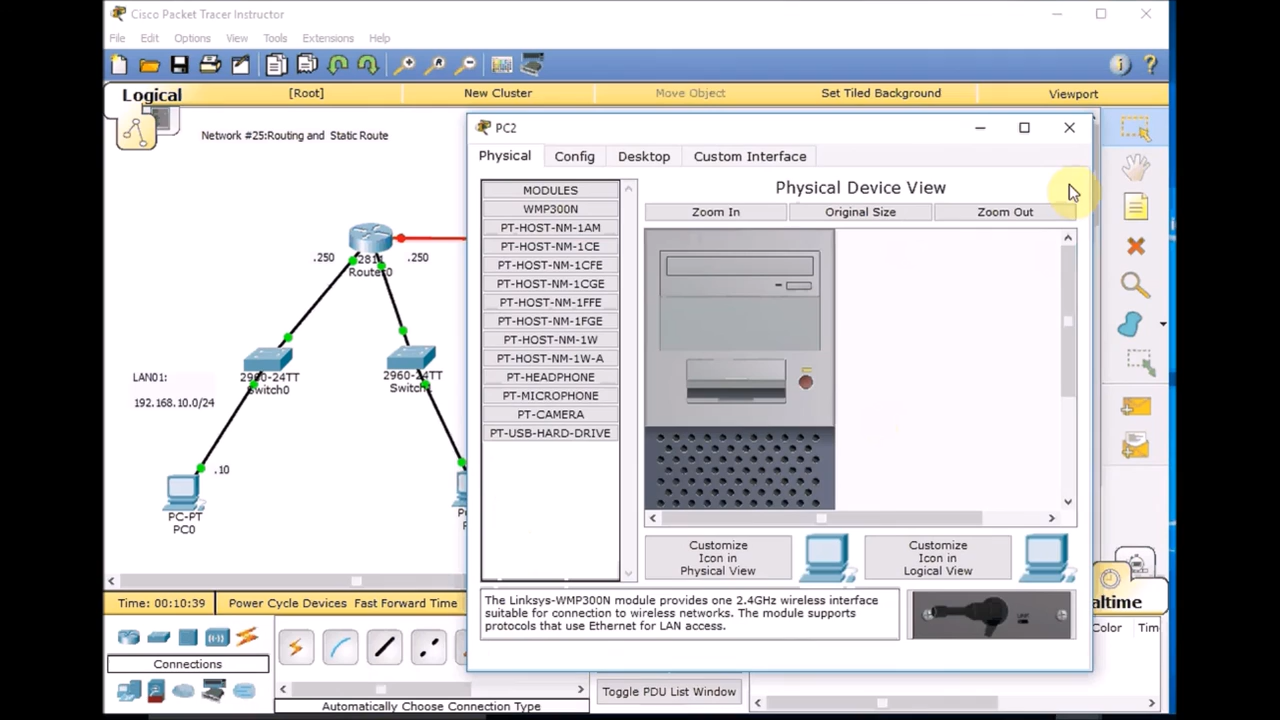 Cisco Packet Tracer Instructor
File Edit Options View Tools Extensions Help
Logical [Root] New Cluster Move Object Set Tiled Background Viewport
Network #25:Routing and Static Route
PC2
Physical Config Desktop Custom Interface
MODULES
WMP300N
PT-HOST-NM-1AM
PT-HOST-NM-1CE
PT-HOST-NM-1CFE
PT-HOST-NM-1CGE
PT-HOST-NM-1FFE
PT-HOST-NM-1FGE
PT-HOST-NM-1W
PT-HOST-NM-1W-A
PT-HEADPHONE
PT-MICROPHONE
PT-CAMERA
PT-USB-HARD-DRIVE
Physical Device View
Zoom In Original Size Zoom Out
Customize
Icon in
Physical View
Customize
Icon in
Logical View
The Linksys-WMP300N module provides one 2.4GHz wireless interface
suitable for connection to wireless networks. The module supports
protocols that use Ethernet for LAN access.
.250 .250
Router0
LAN01:
192.168.10.0/24
2960-24TT
Switch0
2960-24TT
.10
PC-PT
PC0
Time: 00:10:39 Power Cycle Devices Fast Forward Time
Connections
Automatically Choose Connection Type
Toggle PDU List Window
Color